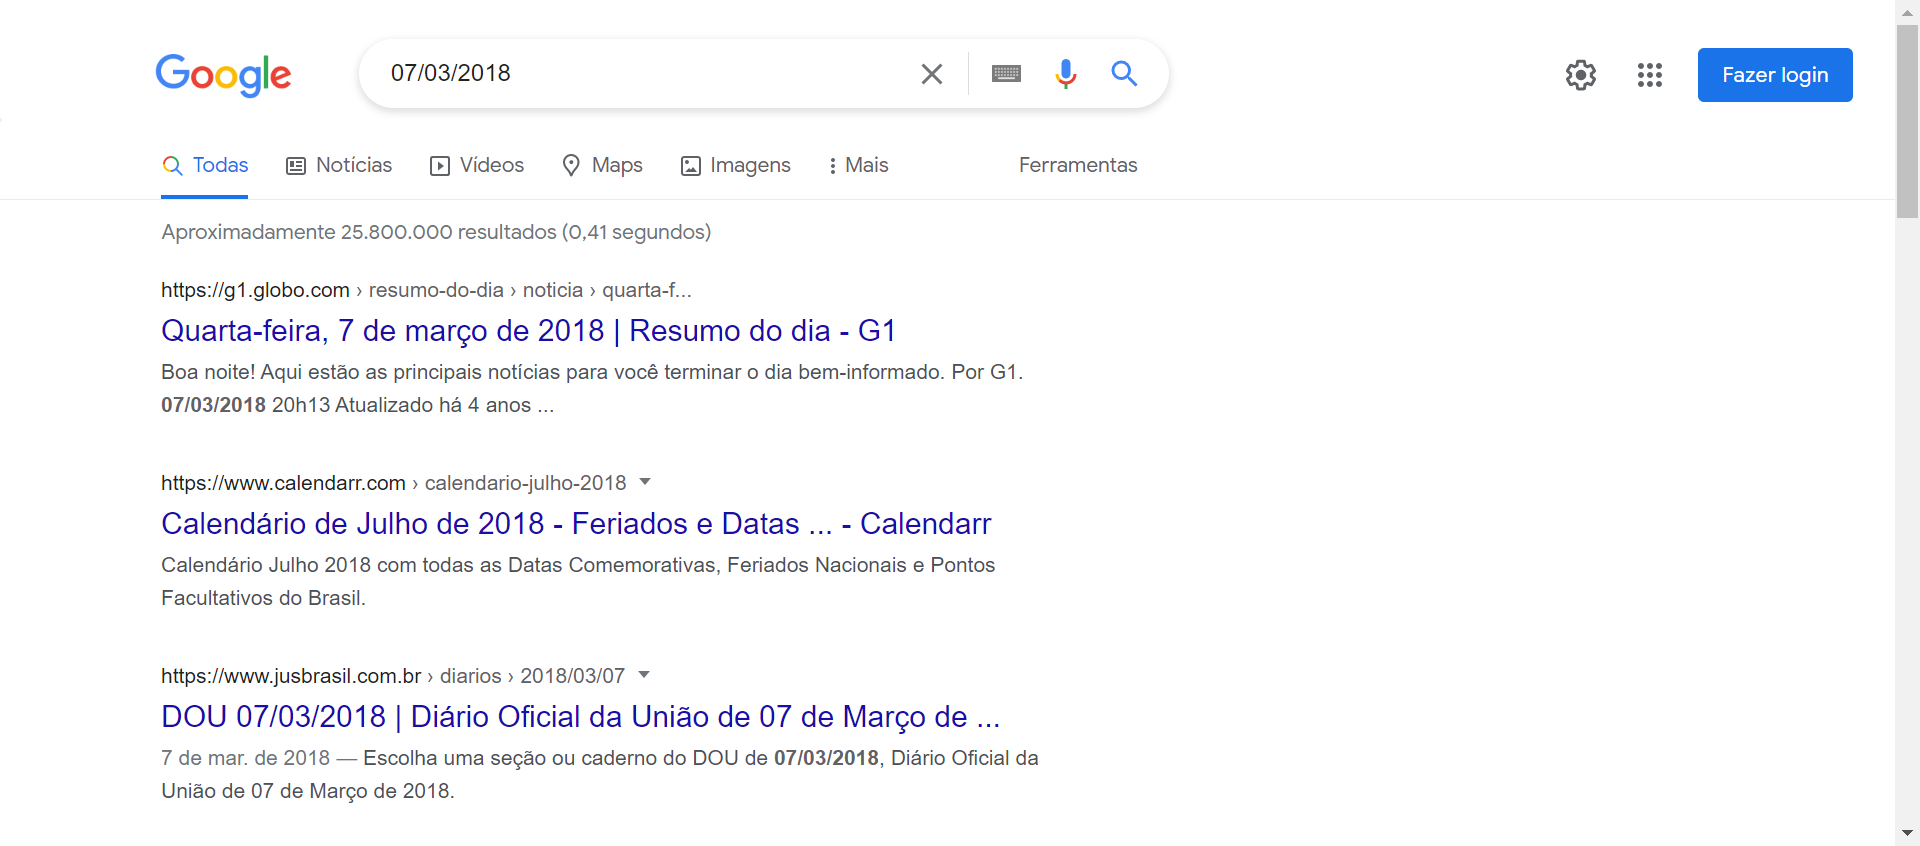 Google
07/03/2018
Fazer login
Todas
Notícias
Vídeos
Maps
Imagens
Mais
Ferramentas
Aproximadamente 25.800.000 resultados (0,41 segundos)
https://g1.globo.com › resumo-do-dia › noticia › quarta-f...
Quarta-feira, 7 de março de 2018 | Resumo do dia - G1
Boa noite! Aqui estão as principais notícias para você terminar o dia bem-informado. Por G1.
07/03/2018 20h13 Atualizado há 4 anos ...
https://www.calendarr.com › calendario-julho-2018
Calendário de Julho de 2018 - Feriados e Datas ... - Calendarr
Calendário Julho 2018 com todas as Datas Comemorativas, Feriados Nacionais e Pontos
Facultativos do Brasil.
https://www.jusbrasil.com.br › diarios › 2018/03/07
DOU 07/03/2018 | Diário Oficial da União de 07 de Março de ...
7 de mar. de 2018 — Escolha uma seção ou caderno do DOU de 07/03/2018, Diário Oficial da
União de 07 de Março de 2018.